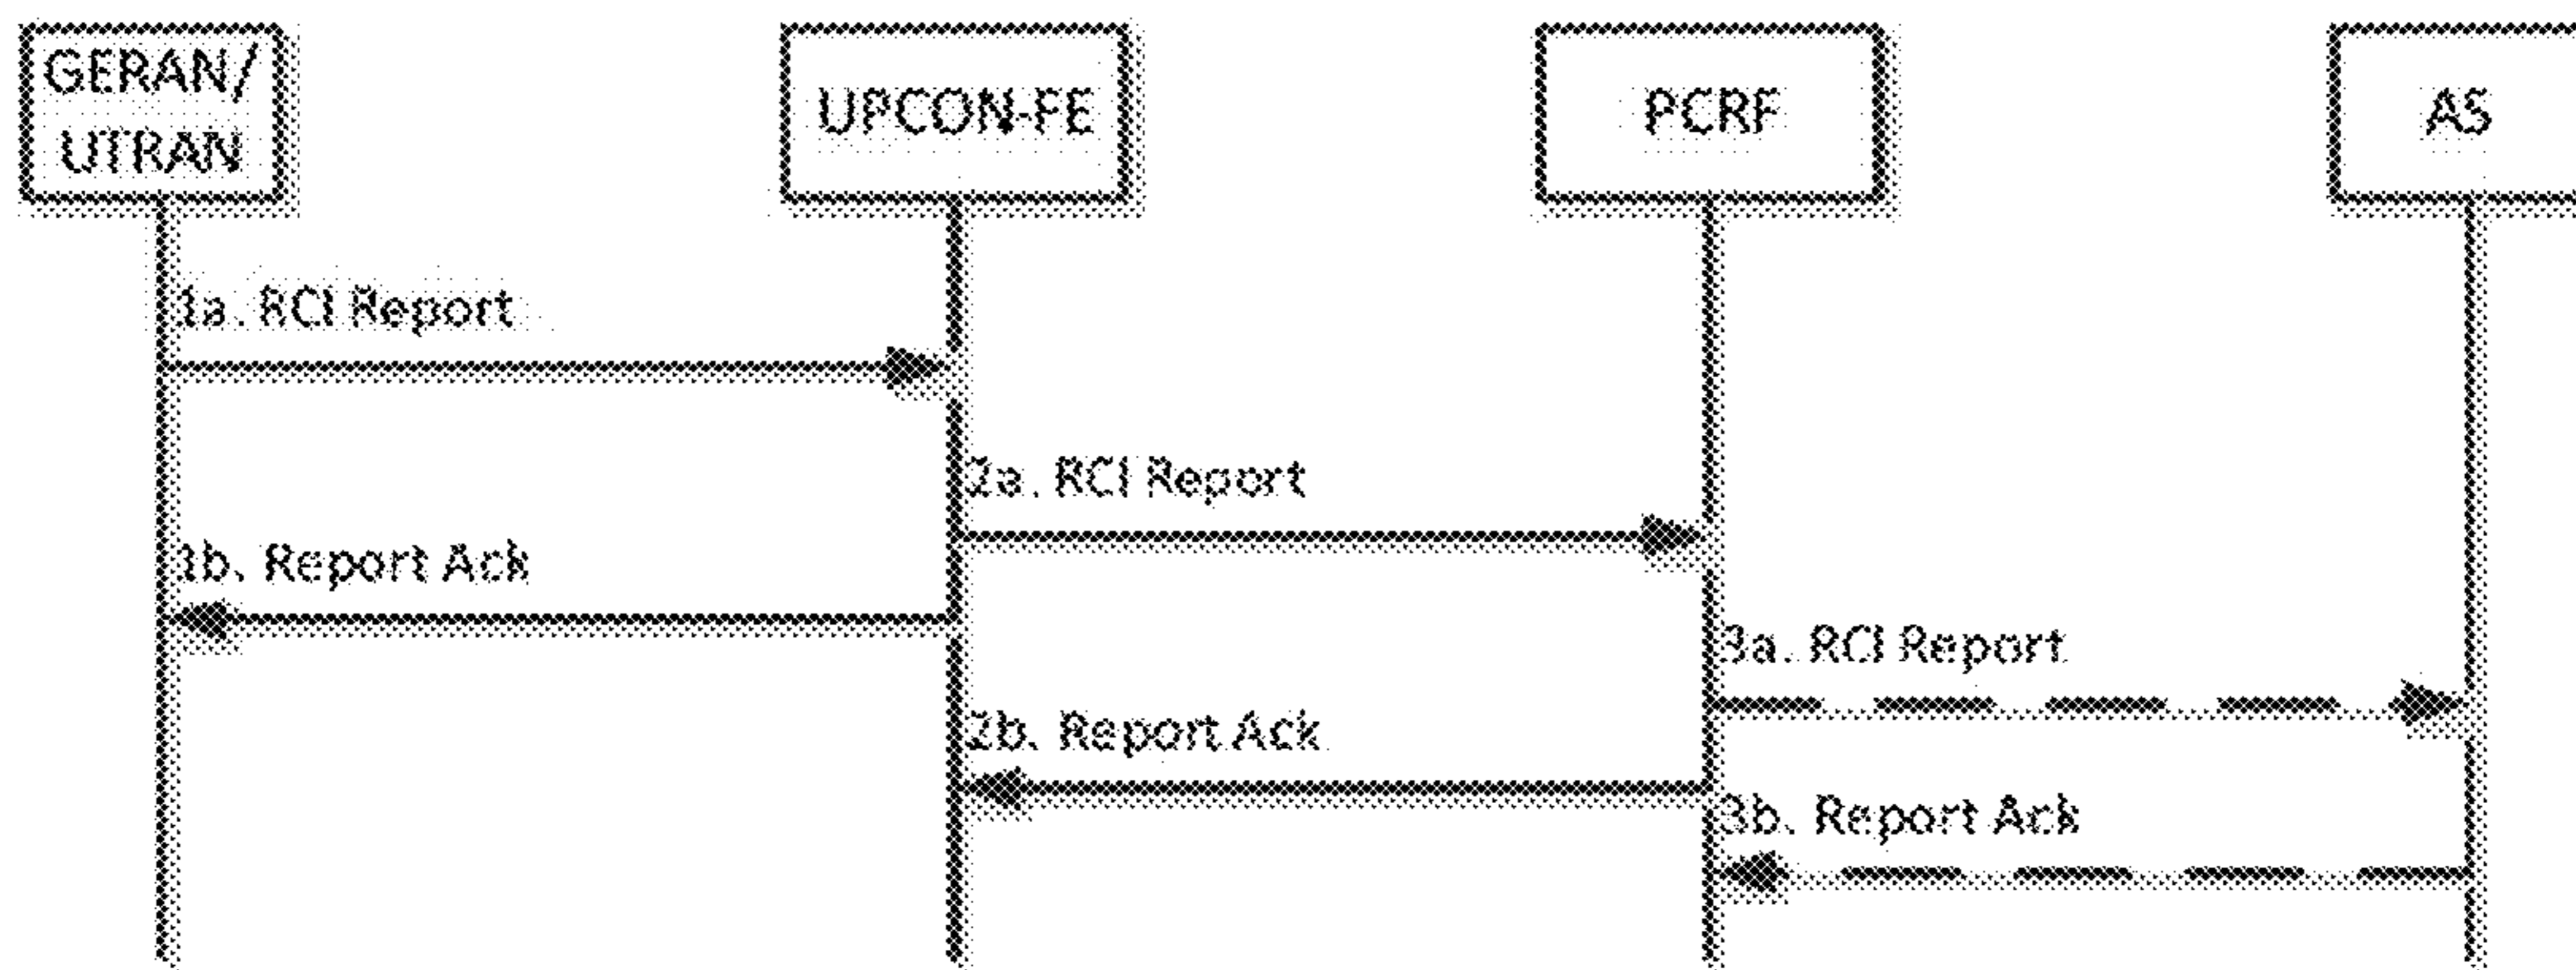 GERAN/
UTRAN
UPCON-FE
PCRF
AS
1a. RCI Report
2a. RCI Report
1b. Report Ack
3a. RCI Report
2b. Report Ack
3b. Report Ack